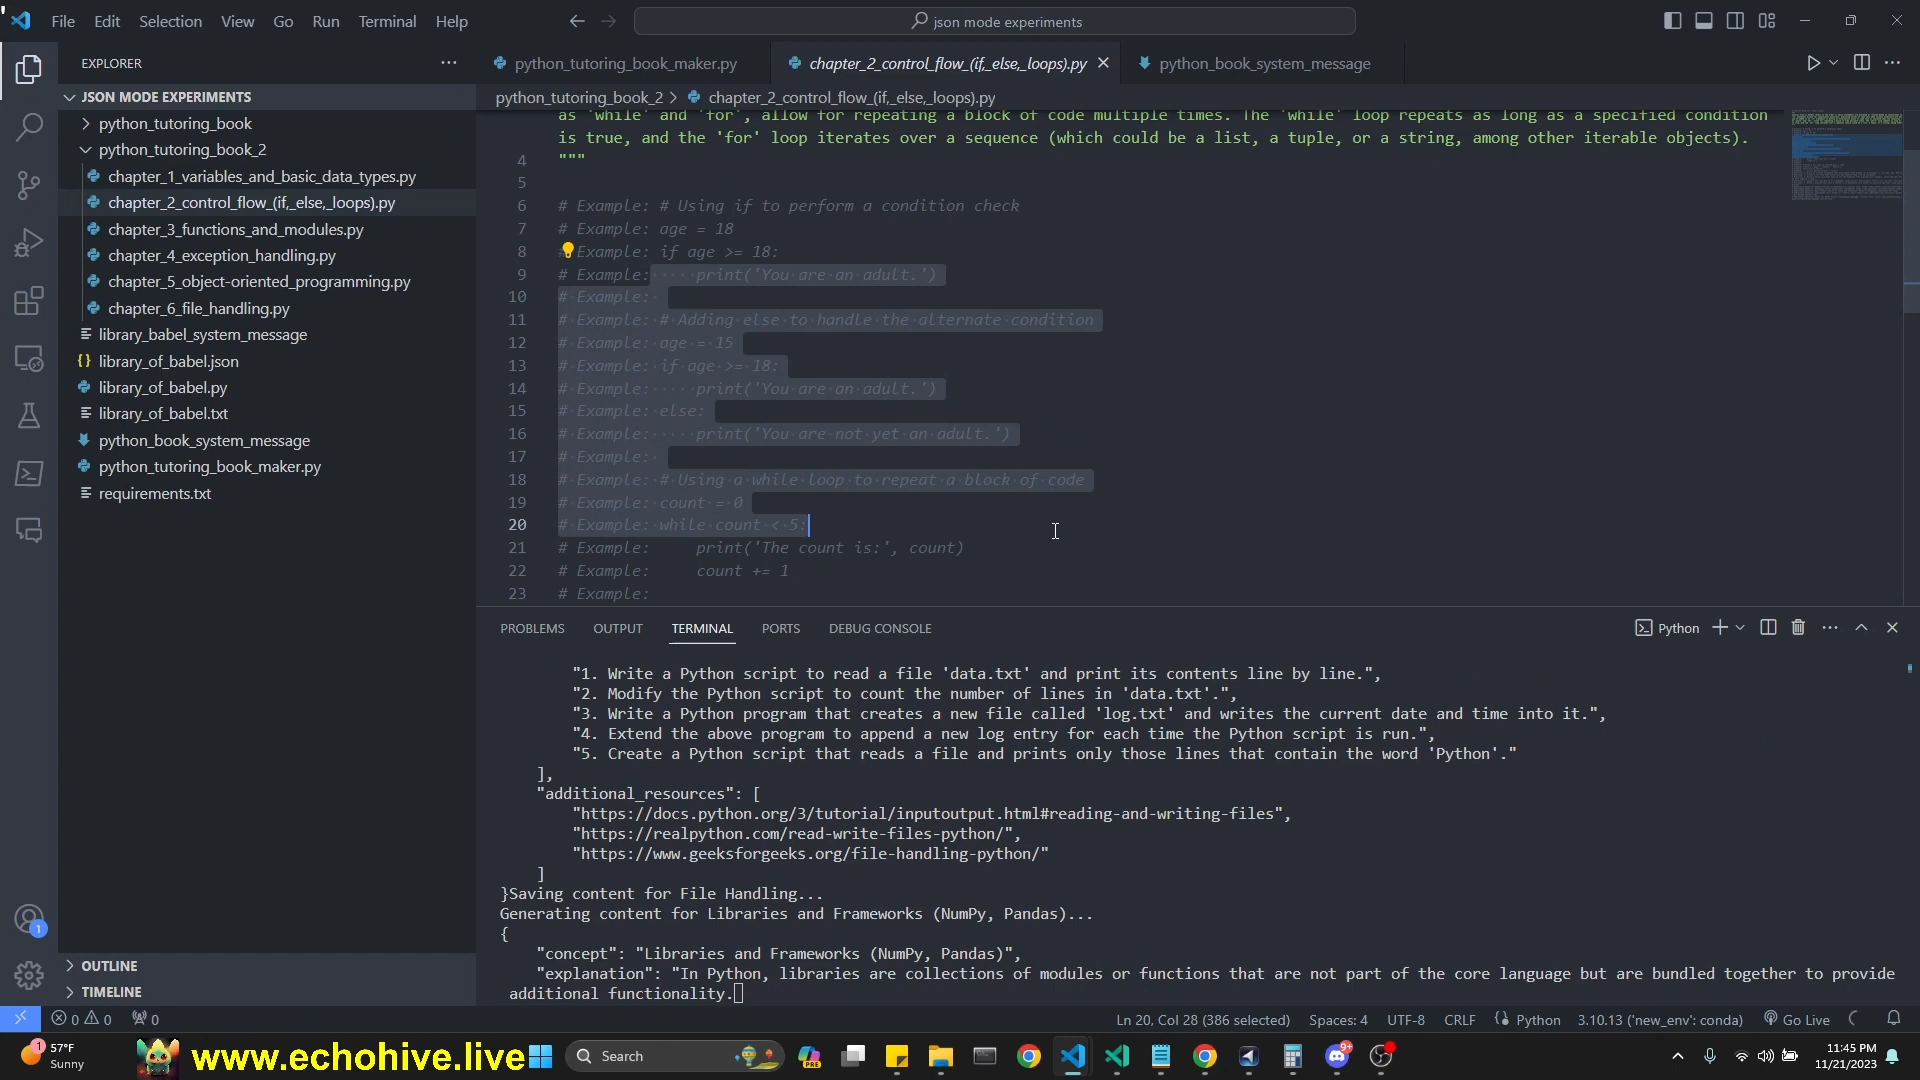 File Edit Selection View Go Run Terminal Help
json mode experiments
EXPLORER
python_tutoring_book_maker.py
chapter_2_control_flow_(if,_else,_loops).py
python_book_system_message
JSON MODE EXPERIMENTS
python_tutoring_book_2 > chapter_2_control_flow_(if,_else,_loops).py
python_tutoring_book
python_tutoring_book_2
chapter_1_variables_and_basic_data_types.py
chapter_2_control_flow_(if,_else,_loops).py
chapter_3_functions_and_modules.py
chapter_4_exception_handling.py
chapter_5_object-oriented_programming.py
chapter_6_file_handling.py
library_babel_system_message
library_of_babel.json
library_of_babel.py
library_of_babel.txt
python_book_system_message
python_tutoring_book_maker.py
requirements.txt
OUTLINE
TIMELINE
as 'while' and 'for', allow for repeating a block of code multiple times. The 'while' loop repeats as long as a specified condition
is true, and the 'for' loop iterates over a sequence (which could be a list, a tuple, or a string, among other iterable objects).
4 """
5
6 # Example: # Using if to perform a condition check
7 # Example: age = 18
8 # Example: if age >= 18:
9 # Example:     print('You are an adult.')
10 # Example:
11 # Example: # Adding else to handle the alternate condition
12 # Example: age = 15
13 # Example: if age >= 18:
14 # Example:     print('You are an adult.')
15 # Example: else:
16 # Example:     print('You are not yet an adult.')
17 # Example:
18 # Example: # Using a while loop to repeat a block of code
19 # Example: count = 0
20 # Example: while count < 5:
21 # Example:     print('The count is:', count)
22 # Example:     count += 1
23 # Example:
PROBLEMS OUTPUT TERMINAL PORTS DEBUG CONSOLE
Python
"1. Write a Python script to read a file 'data.txt' and print its contents line by line.",
"2. Modify the Python script to count the number of lines in 'data.txt'.",
"3. Write a Python program that creates a new file called 'log.txt' and writes the current date and time into it.",
"4. Extend the above program to append a new log entry for each time the Python script is run.",
"5. Create a Python script that reads a file and prints only those lines that contain the word 'Python'."
],
"additional_resources": [
"https://docs.python.org/3/tutorial/inputoutput.html#reading-and-writing-files",
"https://realpython.com/read-write-files-python/",
"https://www.geeksforgeeks.org/file-handling-python/"
]
}Saving content for File Handling...
Generating content for Libraries and Frameworks (NumPy, Pandas)...
{
"concept": "Libraries and Frameworks (NumPy, Pandas)",
"explanation": "In Python, libraries are collections of modules or functions that are not part of the core language but are bundled together to provide
additional functionality.
0 0 0
Ln 20, Col 28 (386 selected) Spaces: 4 UTF-8 CRLF Python 3.10.13 ('new_env': conda) Go Live
1
57°F
Sunny
www.echohive.live
Search
PRE
9+
11:45 PM
11/21/2023